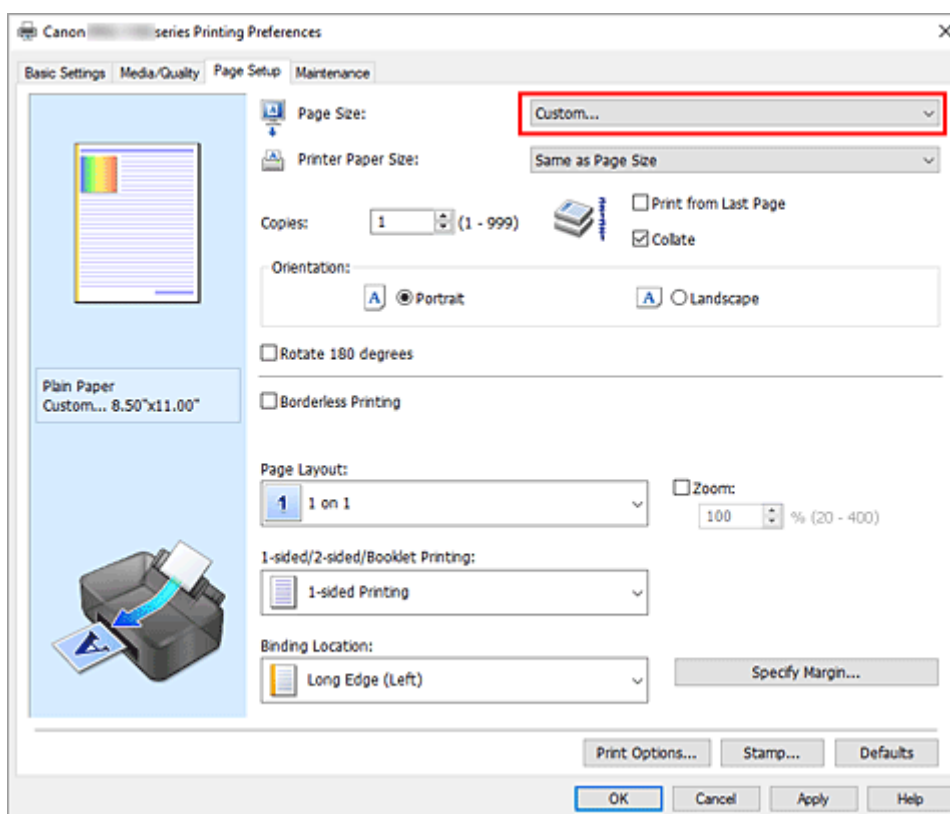 Canon series Printing Preferences
Basic Settings Media/Quality Page Setup Maintenance
Page Size: Custom...
Printer Paper Size: Same as Page Size
Copies: 1 (1 - 999)
Print from Last Page
Collate
Orientation:
A Portrait A Landscape
Rotate 180 degrees
Plain Paper
Custom... 8.50"x11.00"
Borderless Printing
Page Layout:
1 1 on 1
Zoom:
100 % (20 - 400)
1-sided/2-sided/Booklet Printing:
1-sided Printing
A
Binding Location:
Long Edge (Left)
Specify Margin...
Print Options... Stamp... Defaults
OK Cancel Apply Help